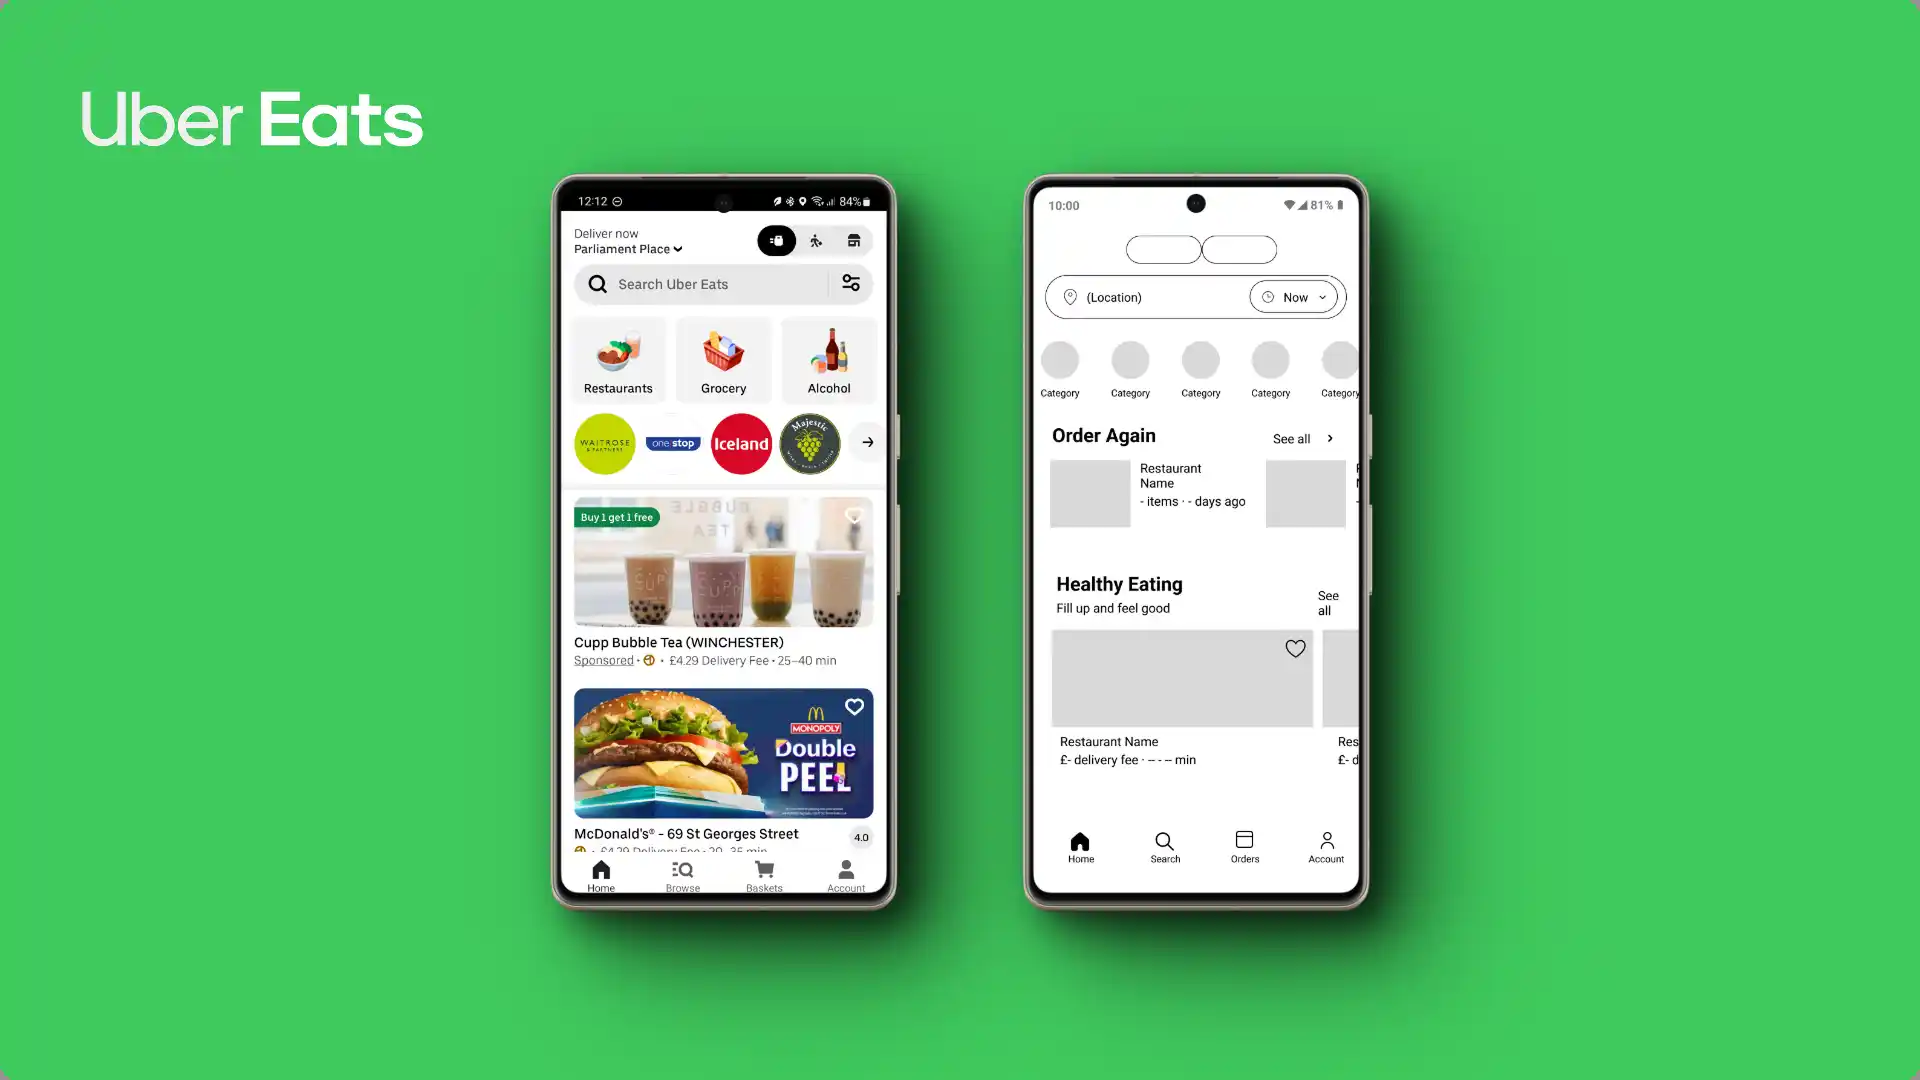 Uber Eats
12:12
84%
Deliver now
Parliament Place
Search Uber Eats
Restaurants
Grocery
Alcohol
WAITROSE
& PARTNERS
one stop
Iceland
Majestic
Buy 1 get 1 free
CUBBLE
TEA
Cupp Bubble Tea (WINCHESTER)
Sponsored • • £4.29 Delivery Fee • 25–40 min
MONOPOLY
Double
PEEL
McDonald's® - 69 St Georges Street
4.0
• £4.29 Delivery Fee • 20–35 min
Home
Browse
Baskets
Account
10:00
81%
(Location)
Now
Category
Category
Category
Category
Category
Order Again
See all
Restaurant
Name
- items · - days ago
Healthy Eating
Fill up and feel good
See
all
Restaurant Name
£- delivery fee · -- - -- min
Res
£- d
Home
Search
Orders
Account